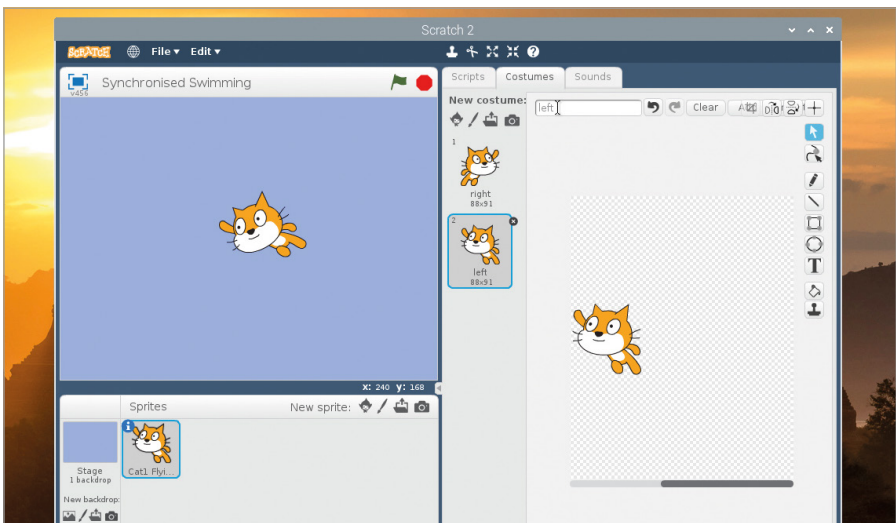 Scratch 2
SCRATCH File Edit
Synchronised Swimming
v456
Scripts Costumes Sounds
New costume:
left
Clear
1
right
88x91
2
left
88x91
T
x: 240 y: 168
Sprites New sprite:
Stage
1 backdrop
Cat1 Flyi...
New backdrop: